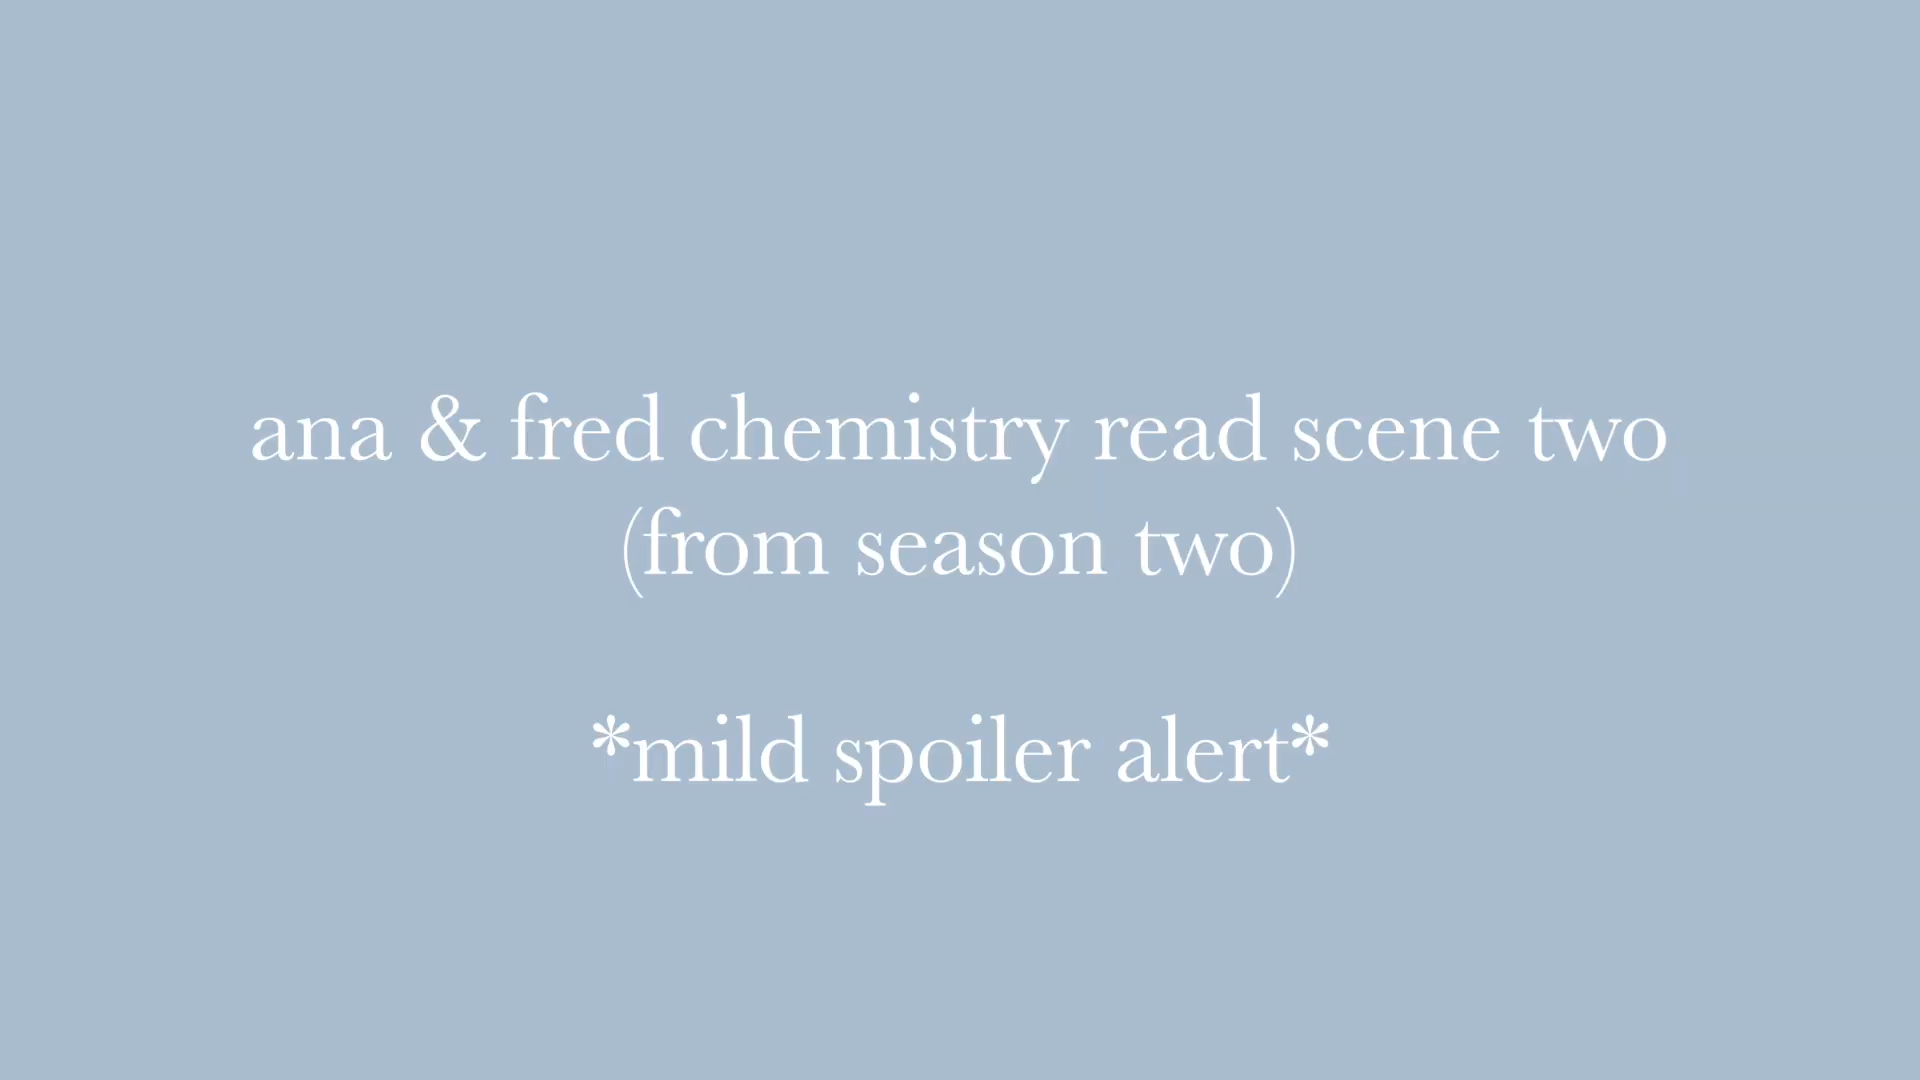 ana & fred chemistry read scene two
(from season two)
*mild spoiler alert*